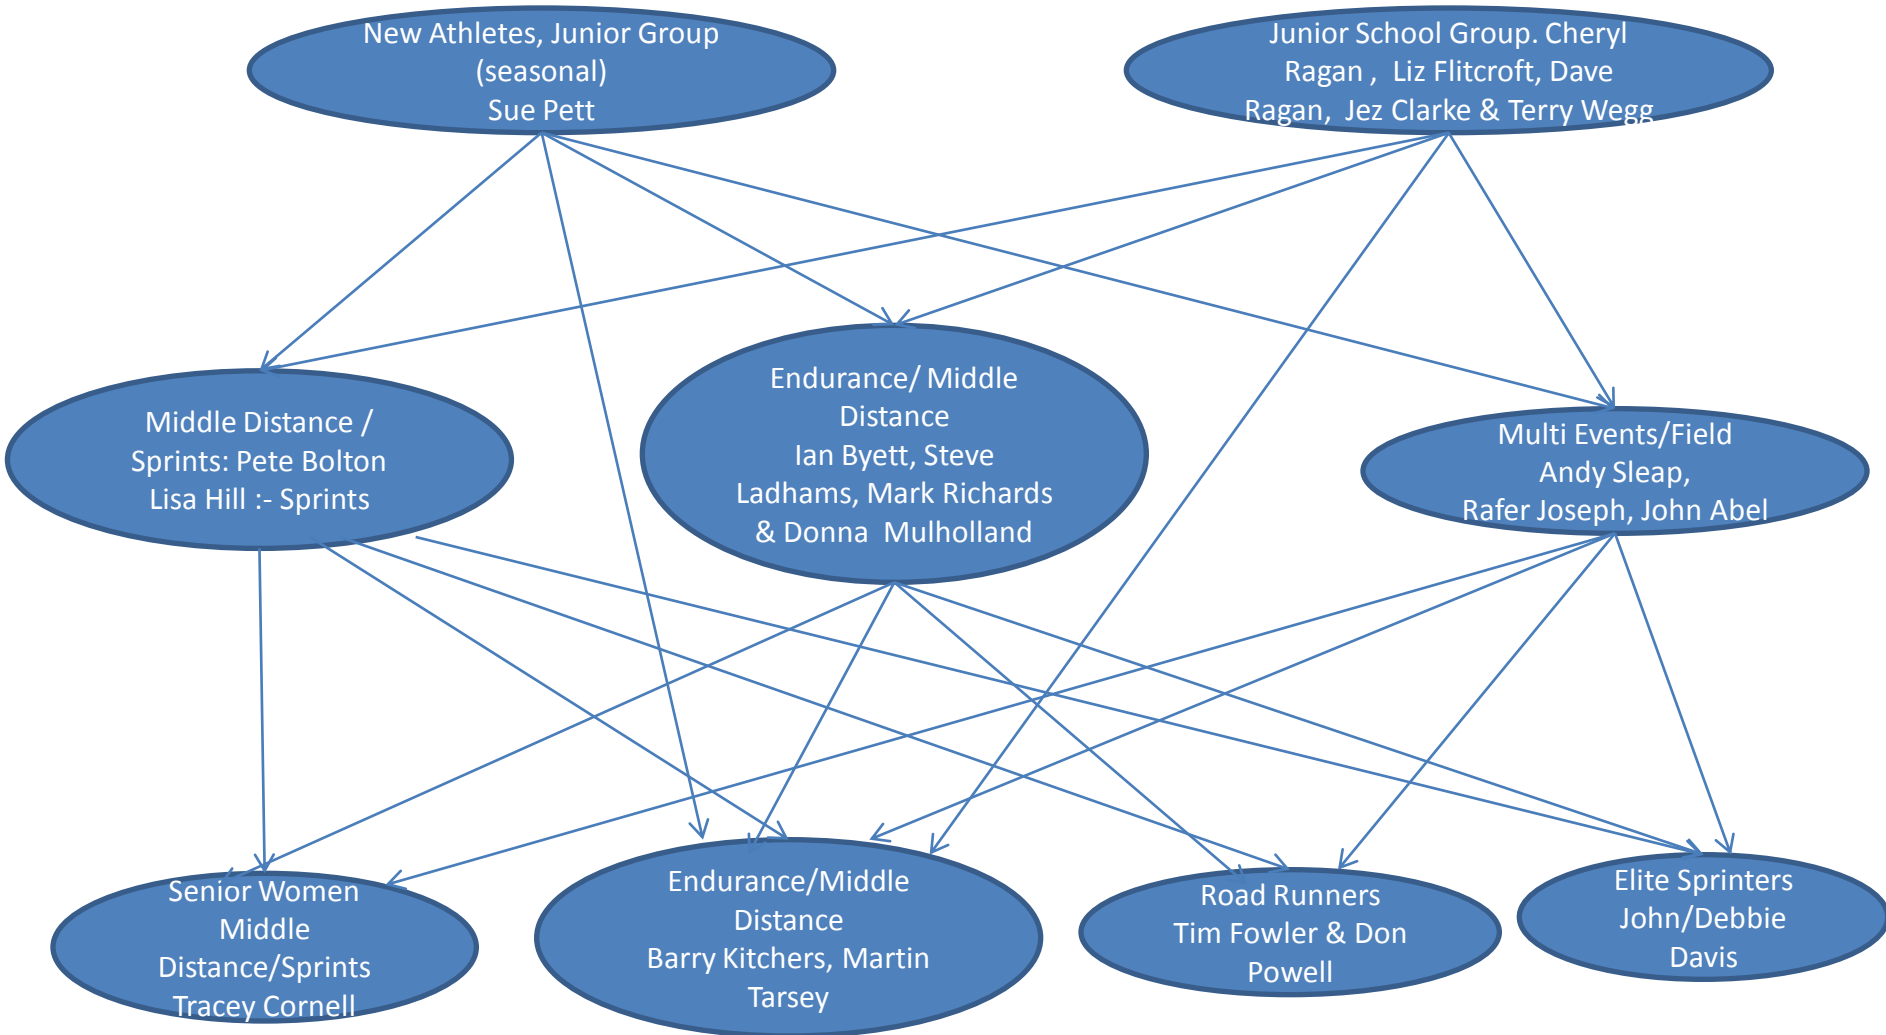 New Athletes, Junior Group
(seasonal)
Sue Pett
Junior School Group. Cheryl
Ragan , Liz Flitcroft, Dave
Ragan, Jez Clarke & Terry Wegg
Middle Distance /
Sprints: Pete Bolton
Lisa Hill :- Sprints
Endurance/ Middle
Distance
Ian Byett, Steve
Ladhams, Mark Richards
& Donna Mulholland
Multi Events/Field
Andy Sleap,
Rafer Joseph, John Abel
Senior Women
Middle
Distance/Sprints
Tracey Cornell
Endurance/Middle
Distance
Barry Kitchers, Martin
Tarsey
Road Runners
Tim Fowler & Don
Powell
Elite Sprinters
John/Debbie
Davis